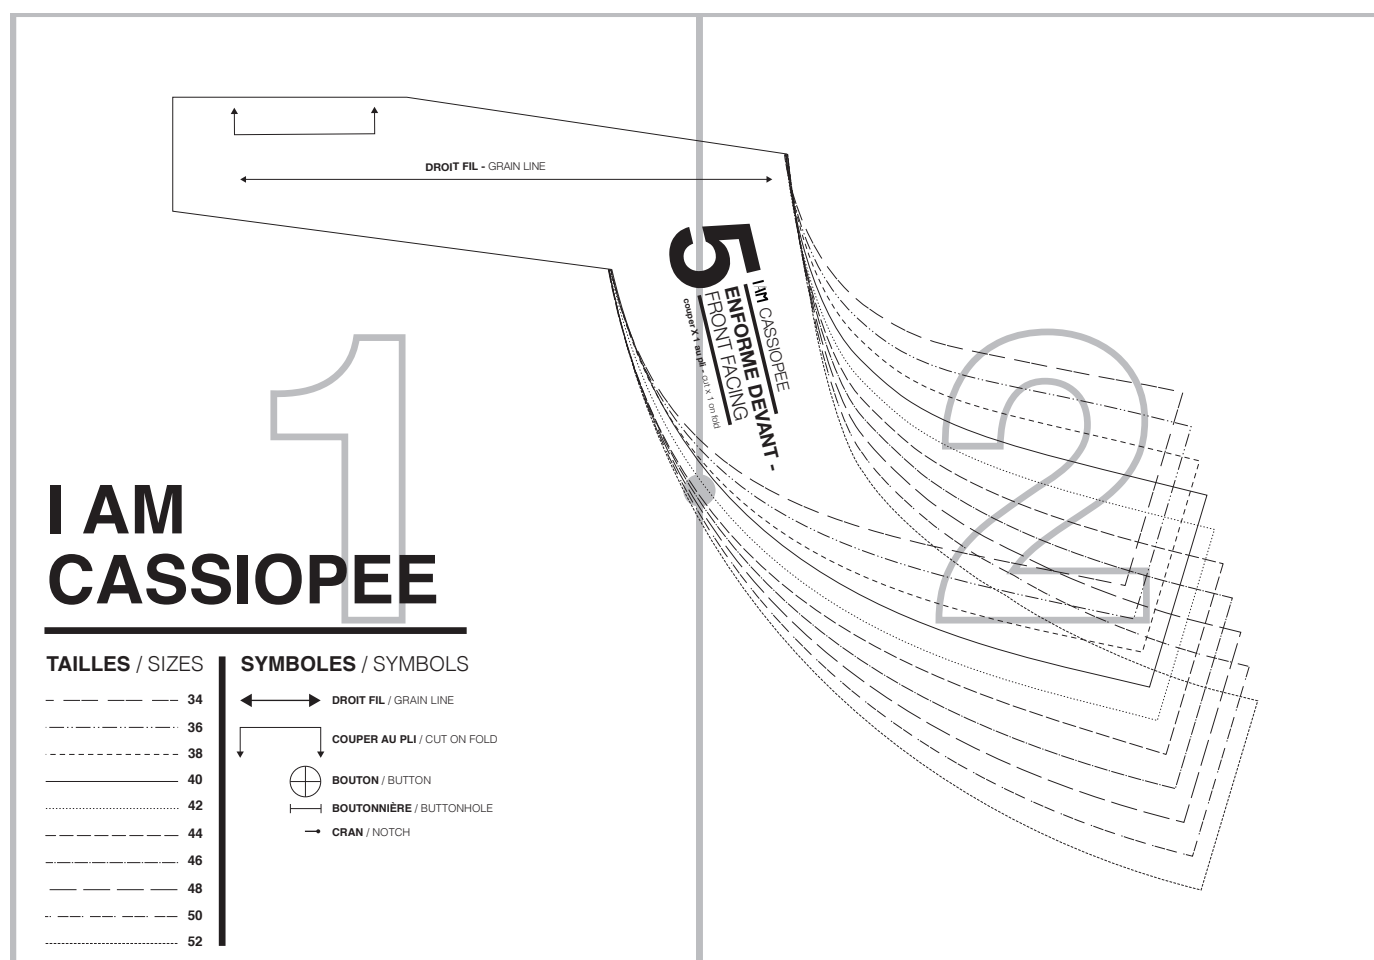 DROIT FIL - GRAIN LINE
5
I AM CASSIOPEE
ENFORME DEVANT -
FRONT FACING
couper X 1 au pli - cut x 1 on fold
1
2
I AM
CASSIOPEE
TAILLES / SIZES
34
36
38
40
42
44
46
48
50
52
SYMBOLES / SYMBOLS
DROIT FIL / GRAIN LINE
COUPER AU PLI / CUT ON FOLD
BOUTON / BUTTON
BOUTONNIÈRE / BUTTONHOLE
CRAN / NOTCH